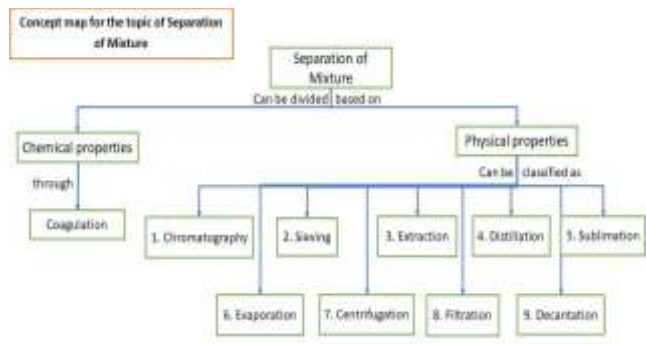 Concept map for the topic of Separation
of Mixture
Separation of
Mixture
Can be divided based on
Chemical properties
Physical properties
through
Can be classified as
Coagulation
1. Chromatography
2. Sieving
3. Extraction
4. Distillation
5. Sublimation
6. Evaporation
7. Centrifugation
8. Filtration
9. Decantation